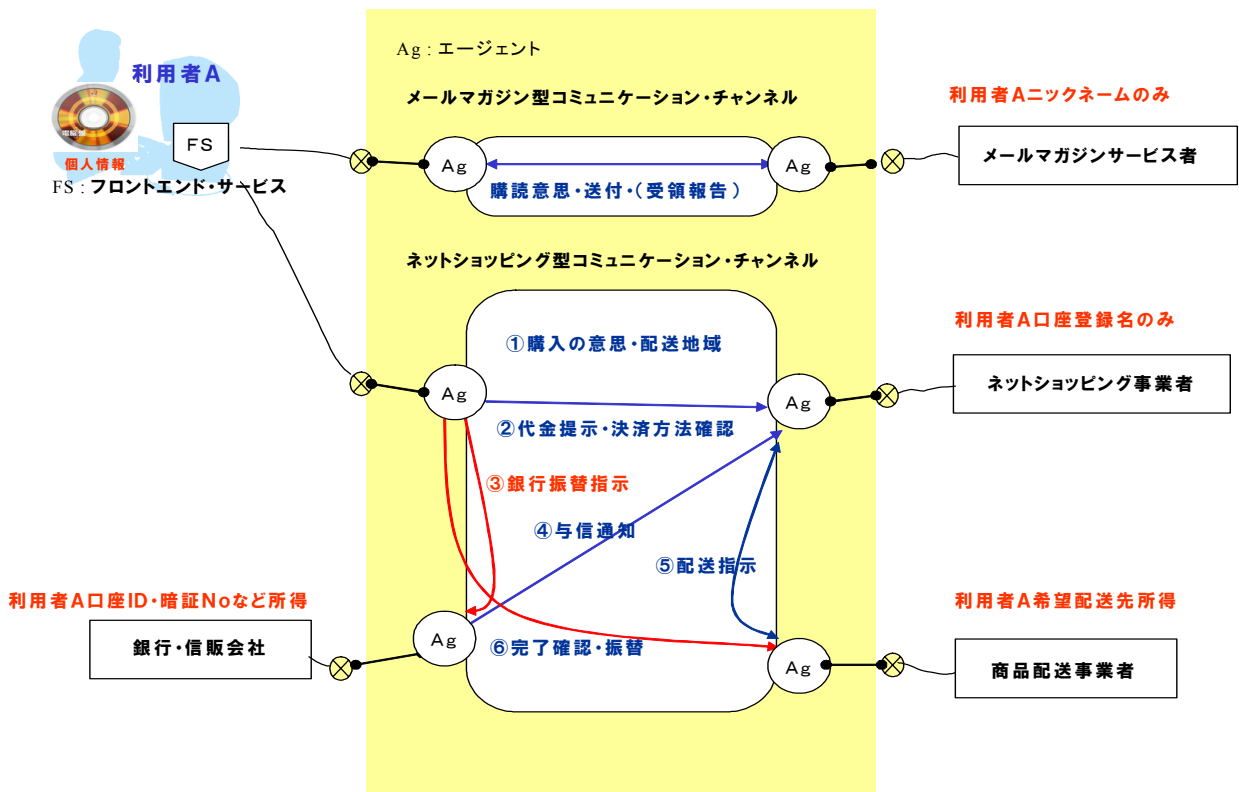 Ag : エージェント
利用者A
メールマガジン型コミュニケーション・チャンネル
利用者Aニックネームのみ
FS
Ag
Ag
メールマガジンサービス者
個人情報
FS : フロントエンド・サービス
購読意思・送付・(受領報告)
ネットショッピング型コミュニケーション・チャンネル
利用者A口座登録名のみ
①購入の意思・配送地域
ネットショッピング事業者
Ag
Ag
②代金提示・決済方法確認
③銀行振替指示
④与信通知
⑤配送指示
利用者A口座ID・暗証Noなど所得
利用者A希望配送先所得
銀行・信販会社
Ag
⑥完了確認・振替
Ag
商品配送事業者